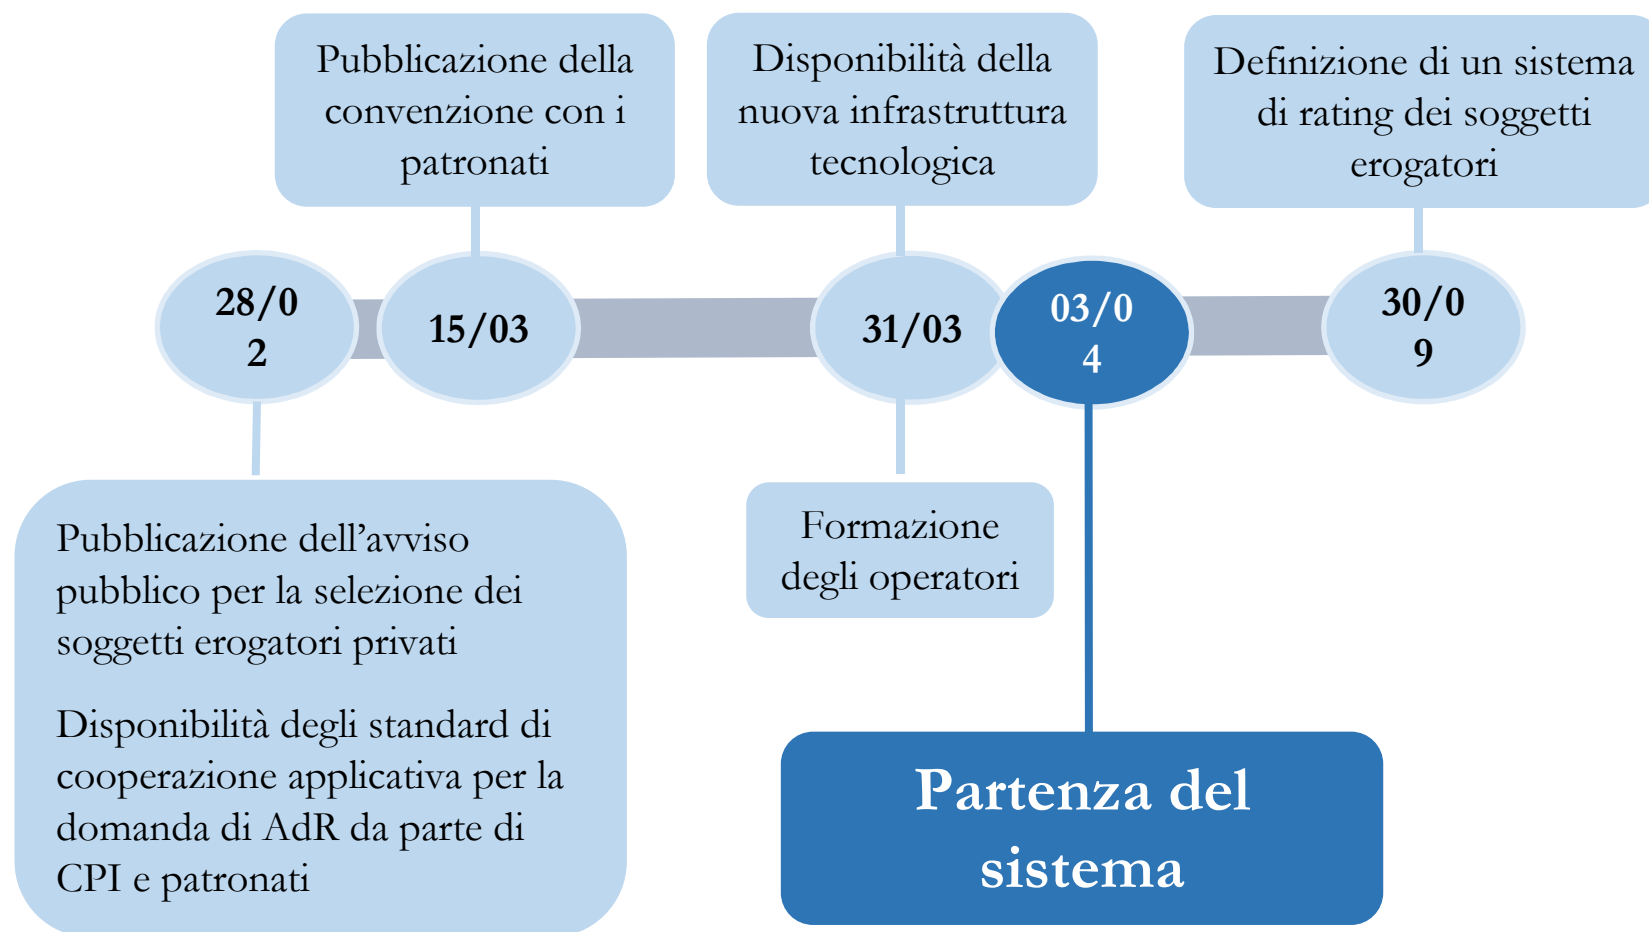 Pubblicazione della
convenzione con i
patronati
Disponibilità della
nuova infrastruttura
tecnologica
Definizione di un sistema
di rating dei soggetti
erogatori
28/0
2
15/03
31/03
03/0
4
30/0
9
Pubblicazione dell’avviso
pubblico per la selezione dei
soggetti erogatori privati
Disponibilità degli standard di
cooperazione applicativa per la
domanda di AdR da parte di
CPI e patronati
Formazione
degli operatori
Partenza del
sistema